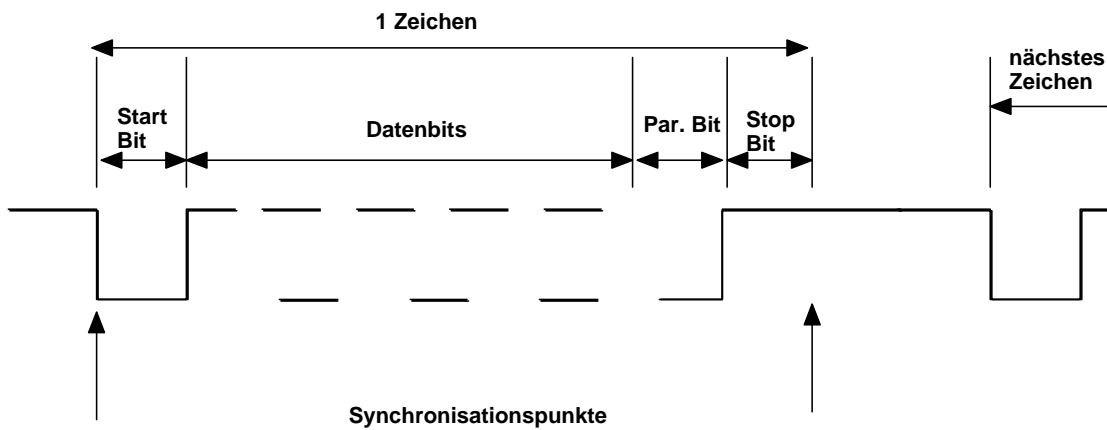 1 Zeichen
nächstes
Zeichen
Start
Bit
Datenbits
Par. Bit
Stop
Bit
Synchronisationspunkte